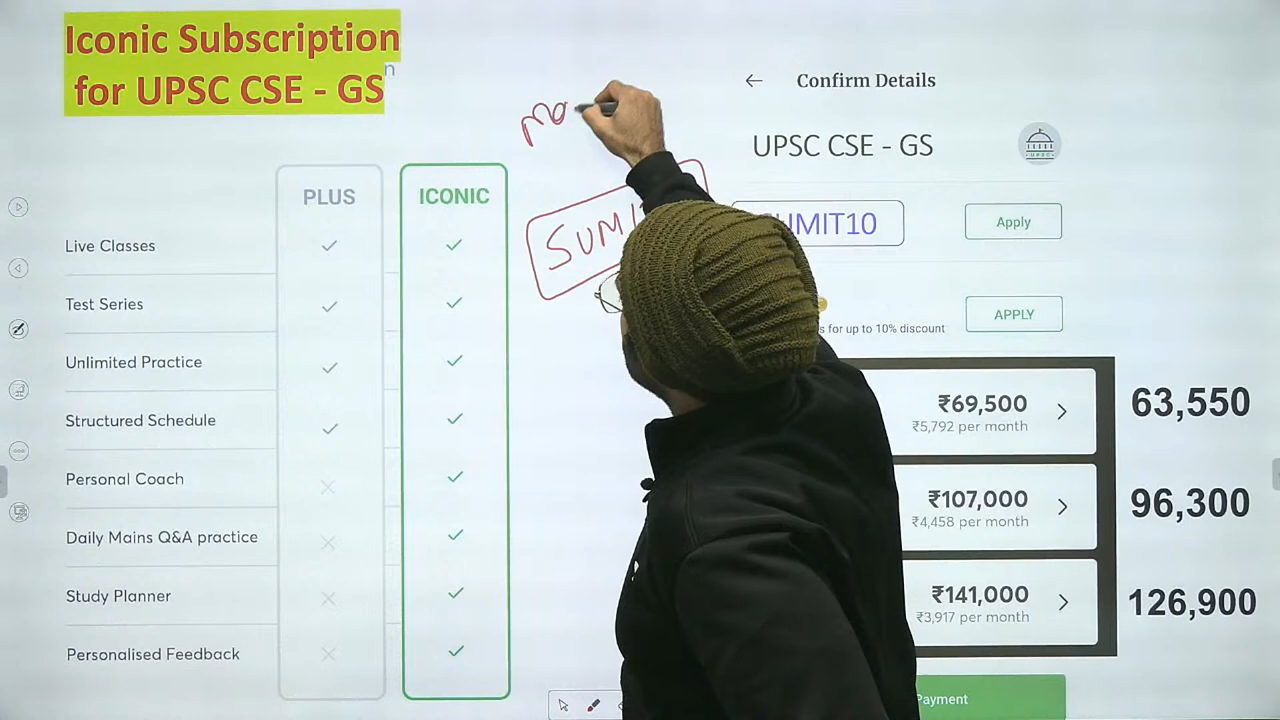 Iconic Subscription
for UPSC CSE - GS
n
PLUS
ICONIC
Live Classes
Test Series
Unlimited Practice
Structured Schedule
Personal Coach
Daily Mains Q&A practice
Study Planner
Personalised Feedback
Confirm Details
UPSC CSE - GS
UPSC
SUMIT10
Apply
for up to 10% discount
APPLY
₹69,500
₹5,792 per month
63,550
₹107,000
₹4,458 per month
96,300
₹141,000
₹3,917 per month
126,900
Payment